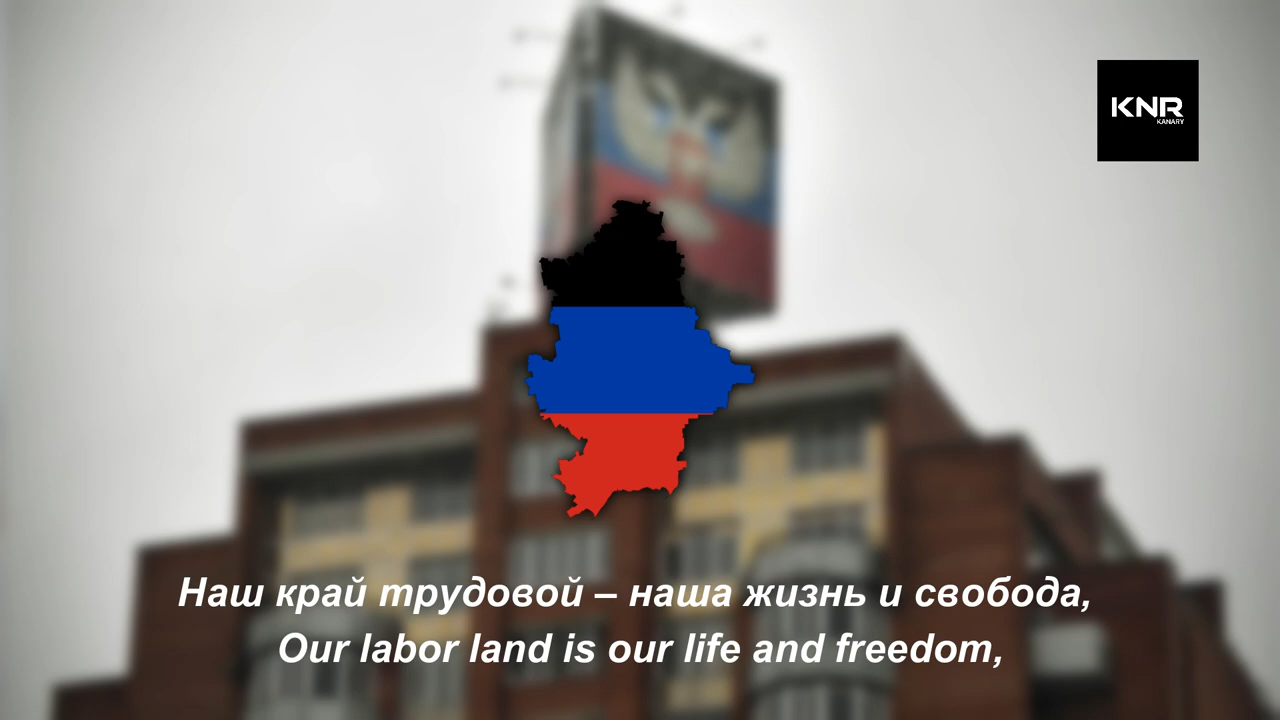 KNR
KANARY
Наш край трудовой – наша жизнь и свобода,
Our labor land is our life and freedom,